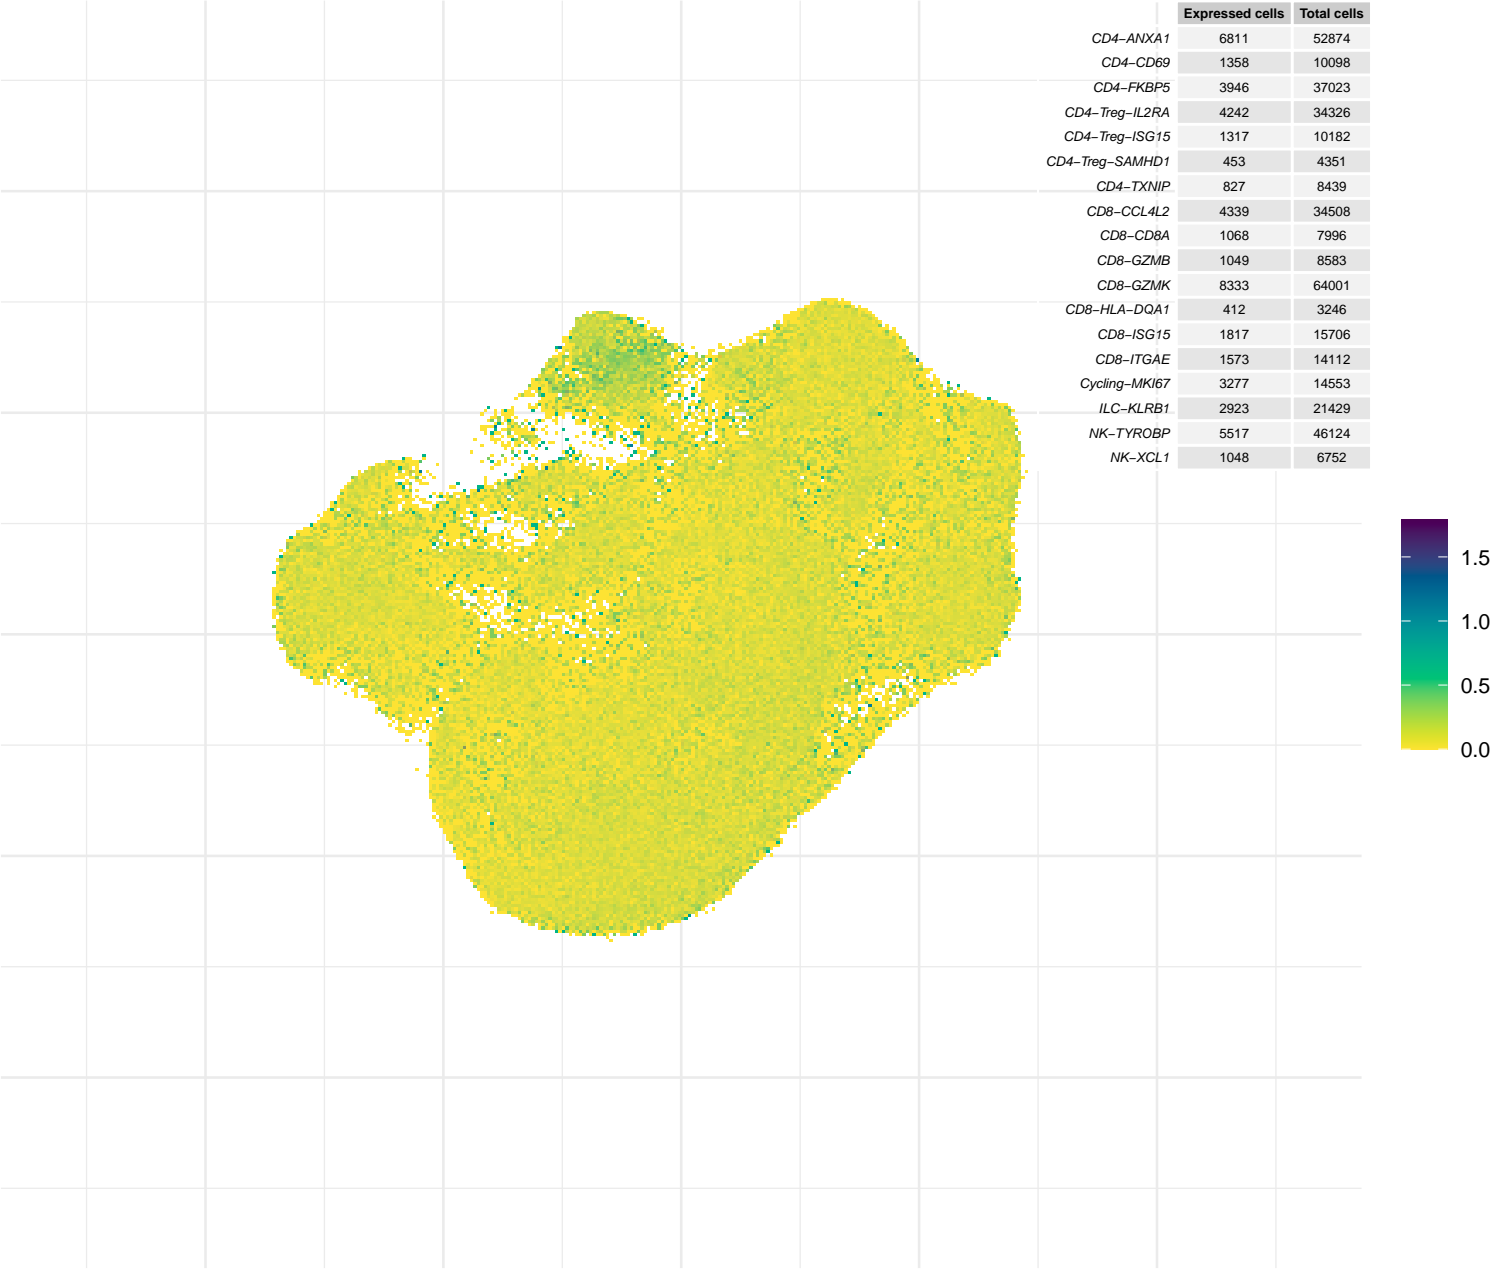 Expressed cells Total cells
CD4−ANXA1 6811 52874
CD4−CD69 1358 10098
CD4−FKBP5 3946 37023
CD4−Treg−IL2RA 4242 34326
CD4−Treg−ISG15 1317 10182
CD4−Treg−SAMHD1 453 4351
CD4−TXNIP 827 8439
CD8−CCL4L2 4339 34508
CD8−CD8A 1068 7996
CD8−GZMB 1049 8583
CD8−GZMK 8333 64001
CD8−HLA−DQA1 412 3246
CD8−ISG15 1817 15706
CD8−ITGAE 1573 14112
Cycling−MKI67 3277 14553
ILC−KLRB1 2923 21429
NK−TYROBP 5517 46124
NK−XCL1 1048 6752
1.5
1.0
0.5
0.0